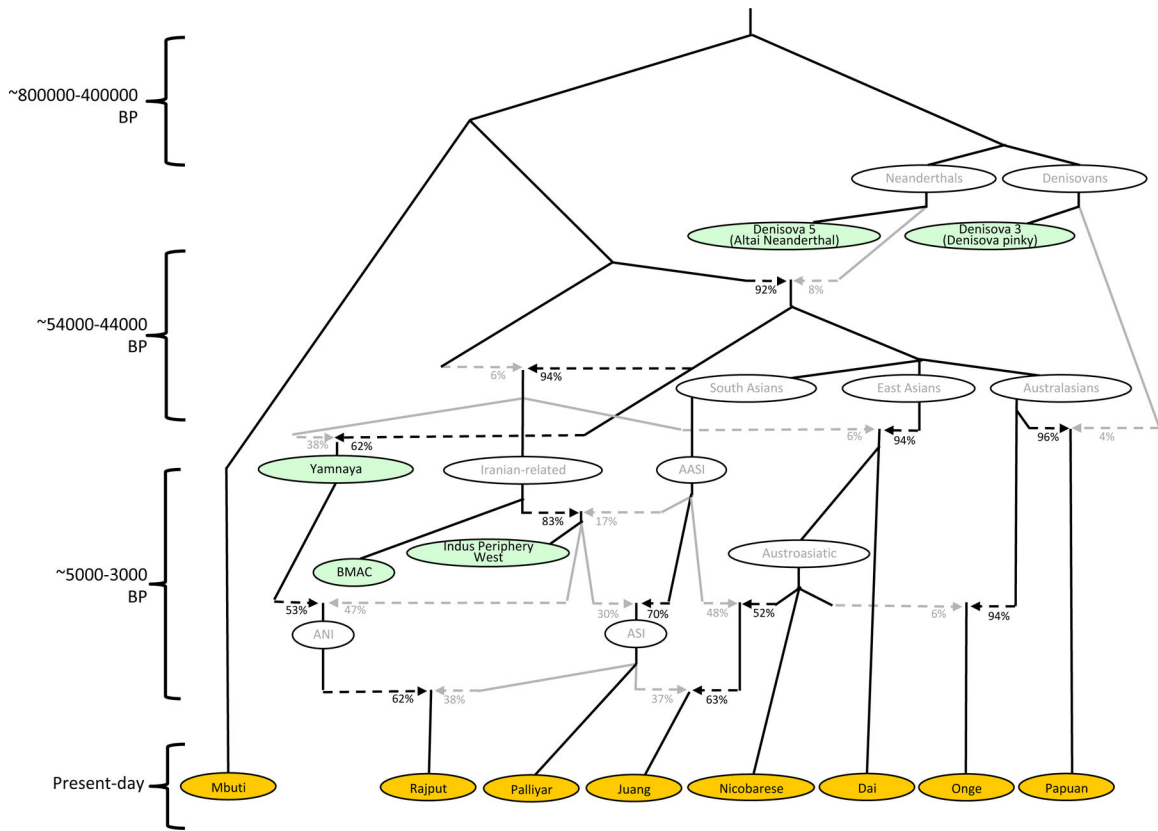 ~800000-400000
BP
Neanderthals
Denisovans
Denisova 5
(Altai Neanderthal)
Denisova 3
(Denisova pinky)
92%
8%
~54000-44000
BP
6%
94%
South Asians
East Asians
Australasians
38%
62%
6%
94%
96%
4%
Yamnaya
Iranian-related
AASI
83%
17%
Indus Periphery
West
Austroasiatic
BMAC
~5000-3000
BP
53%
47%
30%
70%
48%
52%
6%
94%
ANI
ASI
62%
38%
37%
63%
Present-day
Mbuti
Rajput
Palliyar
Juang
Nicobarese
Dai
Onge
Papuan